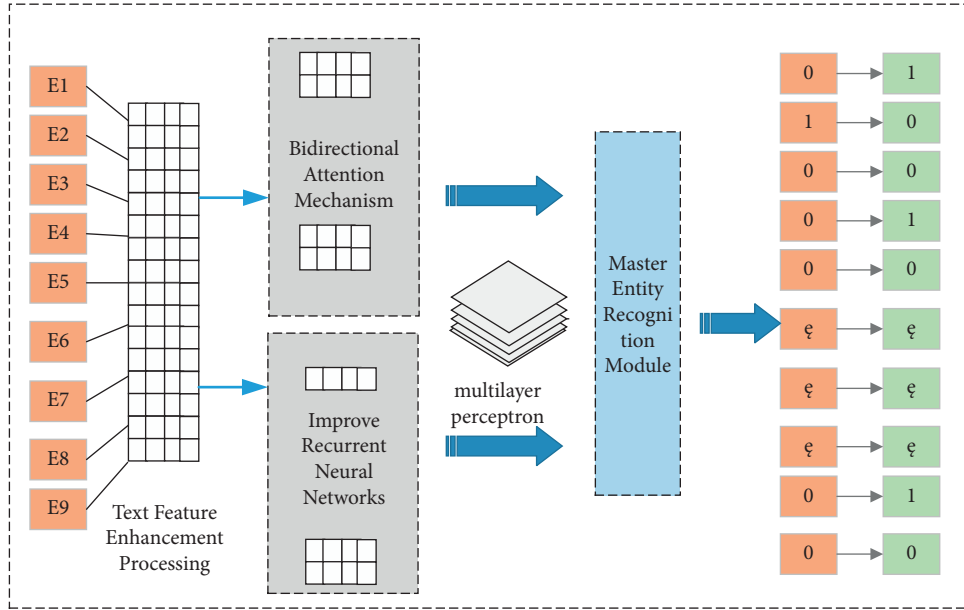 E1
E2
E3
E4
E5
E6
E7
E8
E9
Text Feature
Enhancement
Processing
Bidirectional
Attention
Mechanism
Improve
Recurrent
Neural
Networks
multilayer
perceptron
Master
Entity
Recogni
tion
Module
0 1
1 0
0 0
0 1
0 0
ę ę
ę ę
ę ę
0 1
0 0